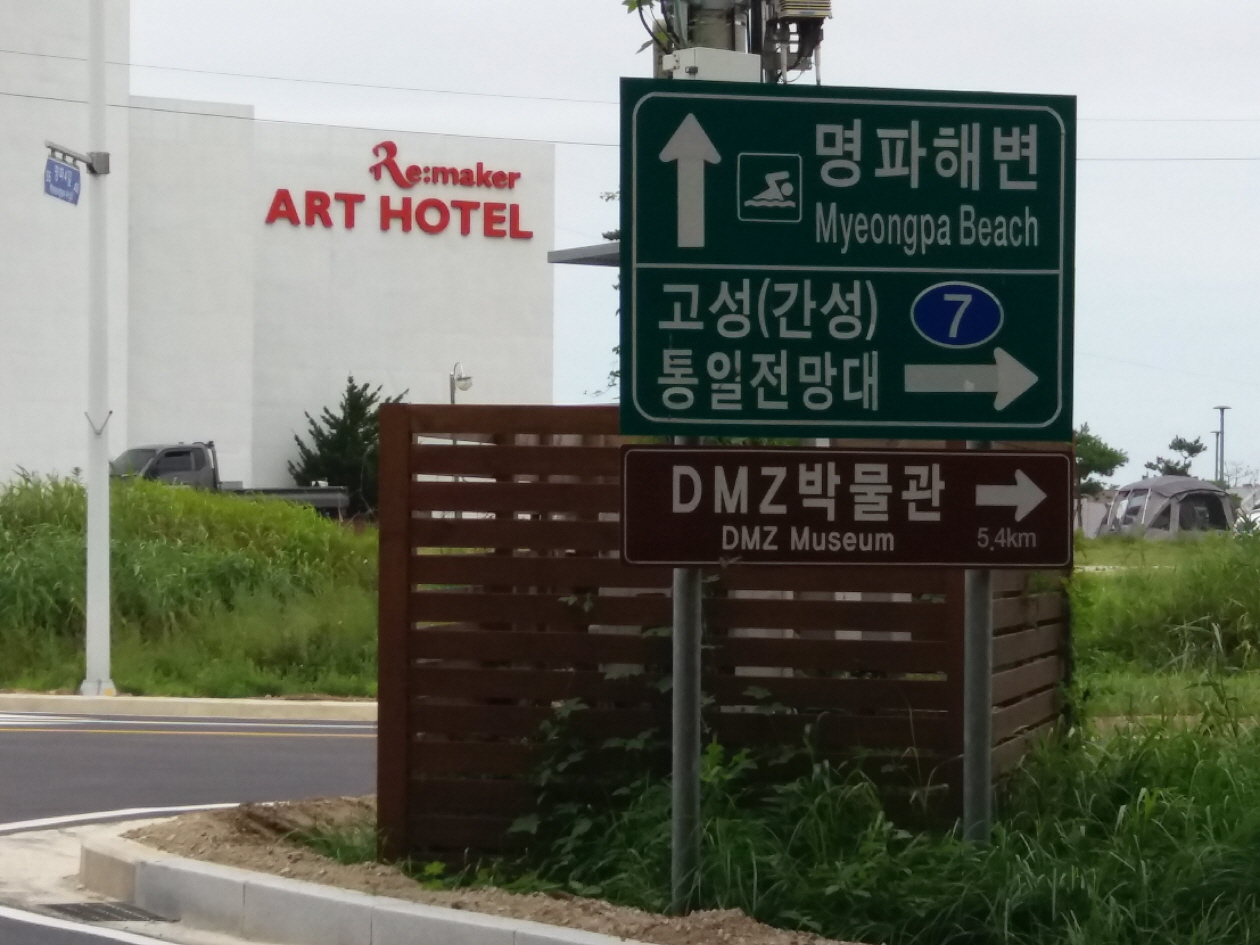 Re:maker
ART HOTEL
명파해변
Myeongpa Beach
고성(간성)
7
통일전망대
DMZ박물관
DMZ Museum
5.4km